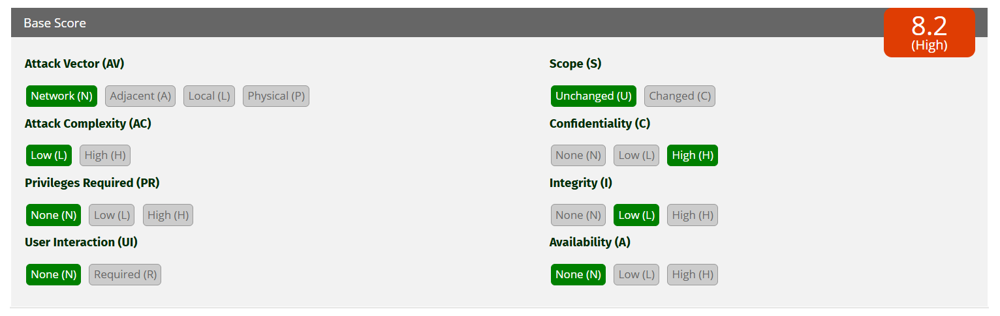 Base Score
8.2
(High)
Attack Vector (AV)
Network (N) Adjacent (A) Local (L) Physical (P)
Attack Complexity (AC)
Low (L) High (H)
Privileges Required (PR)
None (N) Low (L) High (H)
User Interaction (UI)
None (N) Required (R)
Scope (S)
Unchanged (U) Changed (C)
Confidentiality (C)
None (N) Low (L) High (H)
Integrity (I)
None (N) Low (L) High (H)
Availability (A)
None (N) Low (L) High (H)